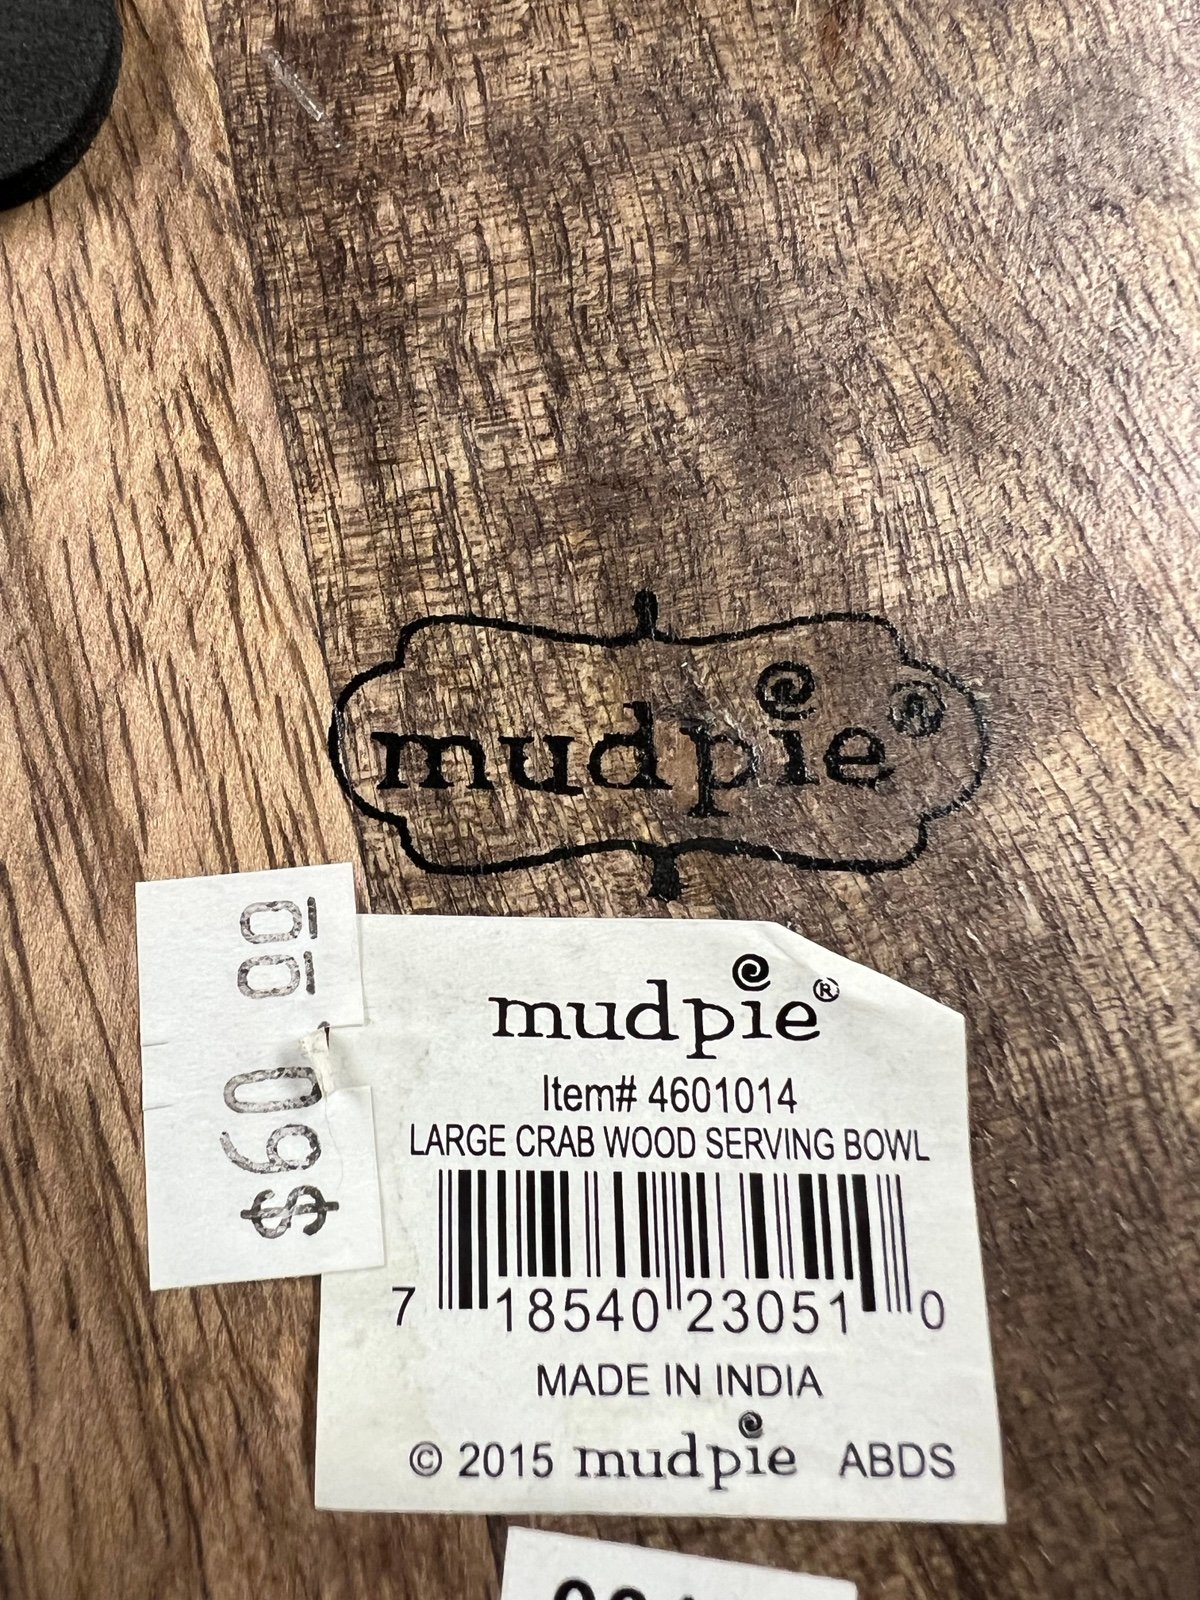 mudpie®
$60.00
mudpie®
Item# 4601014
LARGE CRAB WOOD SERVING BOWL
7 18540 23051 0
MADE IN INDIA
© 2015 mudpie ABDS